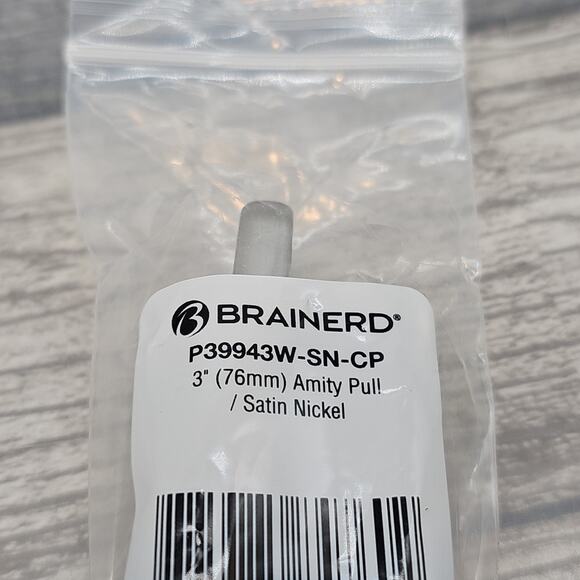 BRAINERD®
P39943W-SN-CP
3" (76mm) Amity Pull
/ Satin Nickel